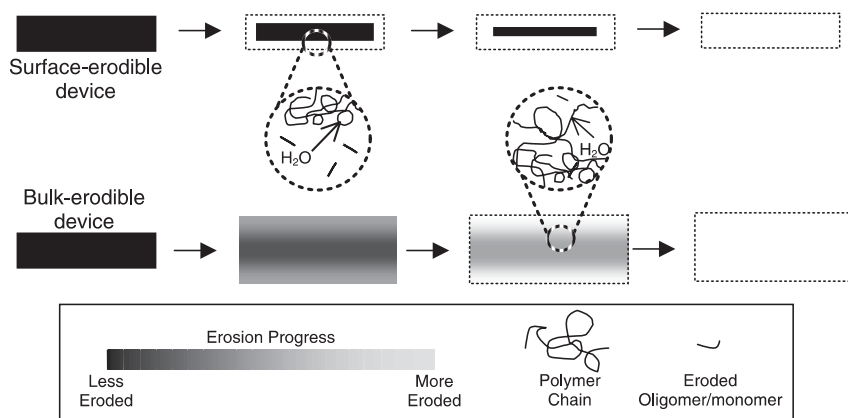 Surface-erodible
device
H₂O
H₂O
Bulk-erodible
device
Erosion Progress
Less
Eroded
More
Eroded
Polymer
Chain
Eroded
Oligomer/monomer